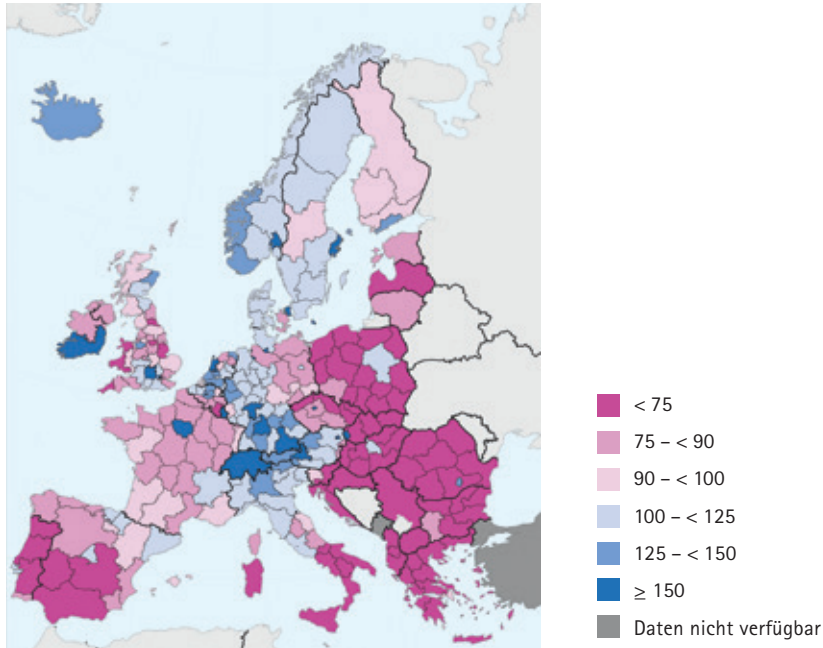 < 75
75 – < 90
90 – < 100
100 – < 125
125 – < 150
≥ 150
Daten nicht verfügbar